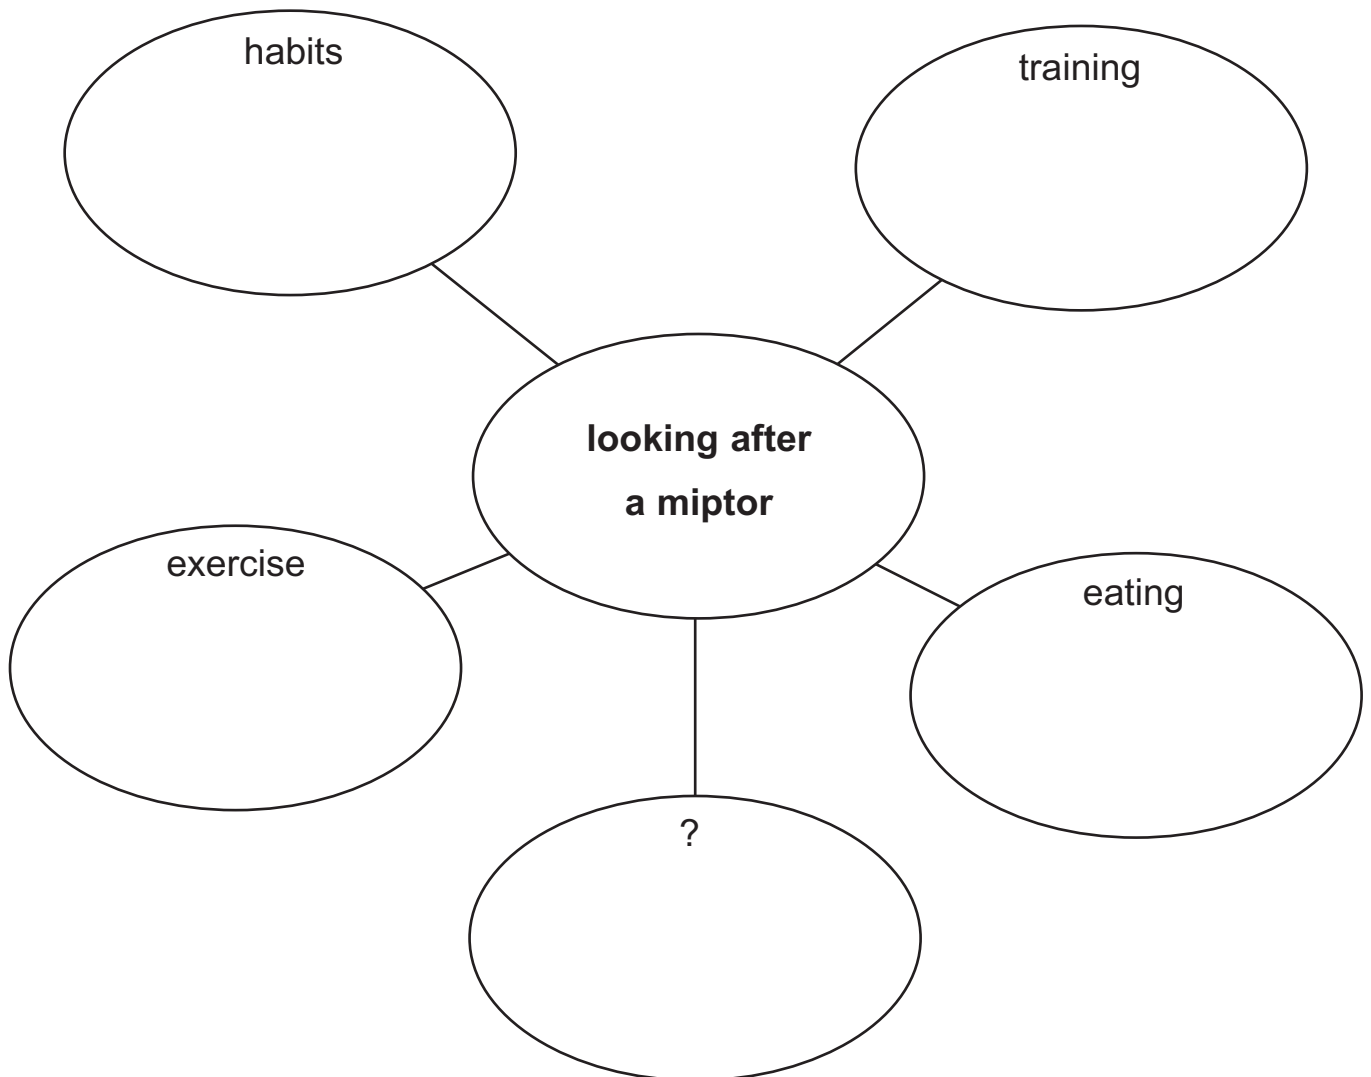 habits
training
looking after
a miptor
exercise
eating
?